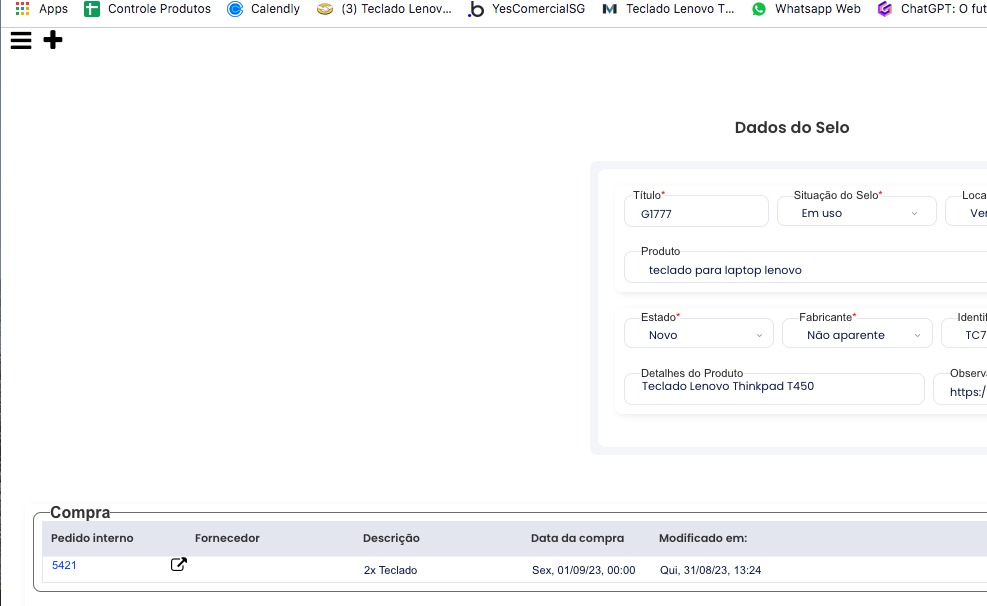 Apps Controle Produtos Calendly (3) Teclado Lenov... YesComercialSG Teclado Lenovo T... Whatsapp Web ChatGPT: O fut
Dados do Selo
Título* Situação do Selo* Loca
G1777 Em uso Ver
Produto
teclado para laptop lenovo
Estado* Fabricante* Identif
Novo Não aparente TC7
Detalhes do Produto Observa
Teclado Lenovo Thinkpad T450 https:/
Compra
Pedido interno Fornecedor Descrição Data da compra Modificado em:
5421 2x Teclado Sex, 01/09/23, 00:00 Qui, 31/08/23, 13:24